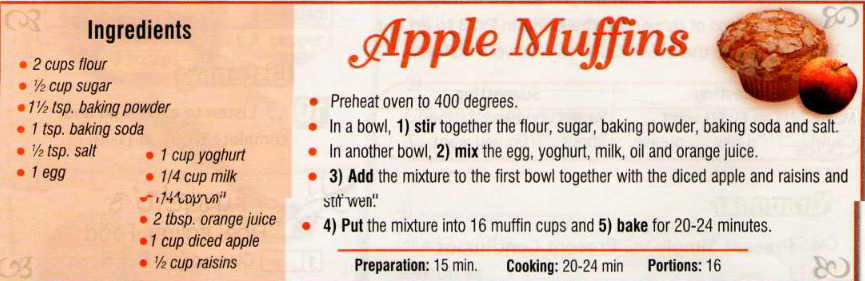 Ingredients
2 cups flour
½ cup sugar
1½ tsp. baking powder
1 tsp. baking soda
½ tsp. salt
1 egg
1 cup yoghurt
1/4 cup milk
2 tbsp. orange juice
1 cup diced apple
½ cup raisins
Apple Muffins
Preheat oven to 400 degrees.
In a bowl, 1) stir together the flour, sugar, baking powder, baking soda and salt.
In another bowl, 2) mix the egg, yoghurt, milk, oil and orange juice.
3) Add the mixture to the first bowl together with the diced apple and raisins and
4) Put the mixture into 16 muffin cups and 5) bake for 20-24 minutes.
Preparation: 15 min. Cooking: 20-24 min Portions: 16